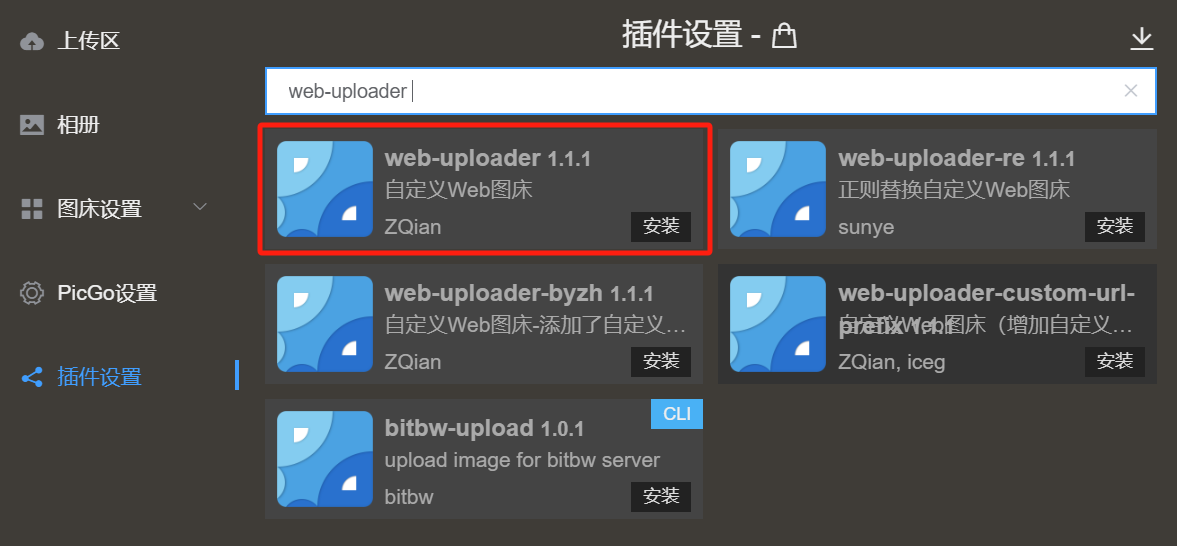 上传区
相册
图床设置
PicGo设置
插件设置
插件设置 -
web-uploader
web-uploader 1.1.1
自定义Web图床
ZQian
安装
web-uploader-re 1.1.1
正则替换自定义Web图床
sunye
安装
web-uploader-byzh 1.1.1
自定义Web图床-添加了自定义…
ZQian
安装
web-uploader-custom-url-
prefix 1.1.1
自定义Web图床（增加自定义…
ZQian, iceg
安装
CLI
bitbw-upload 1.0.1
upload image for bitbw server
bitbw
安装